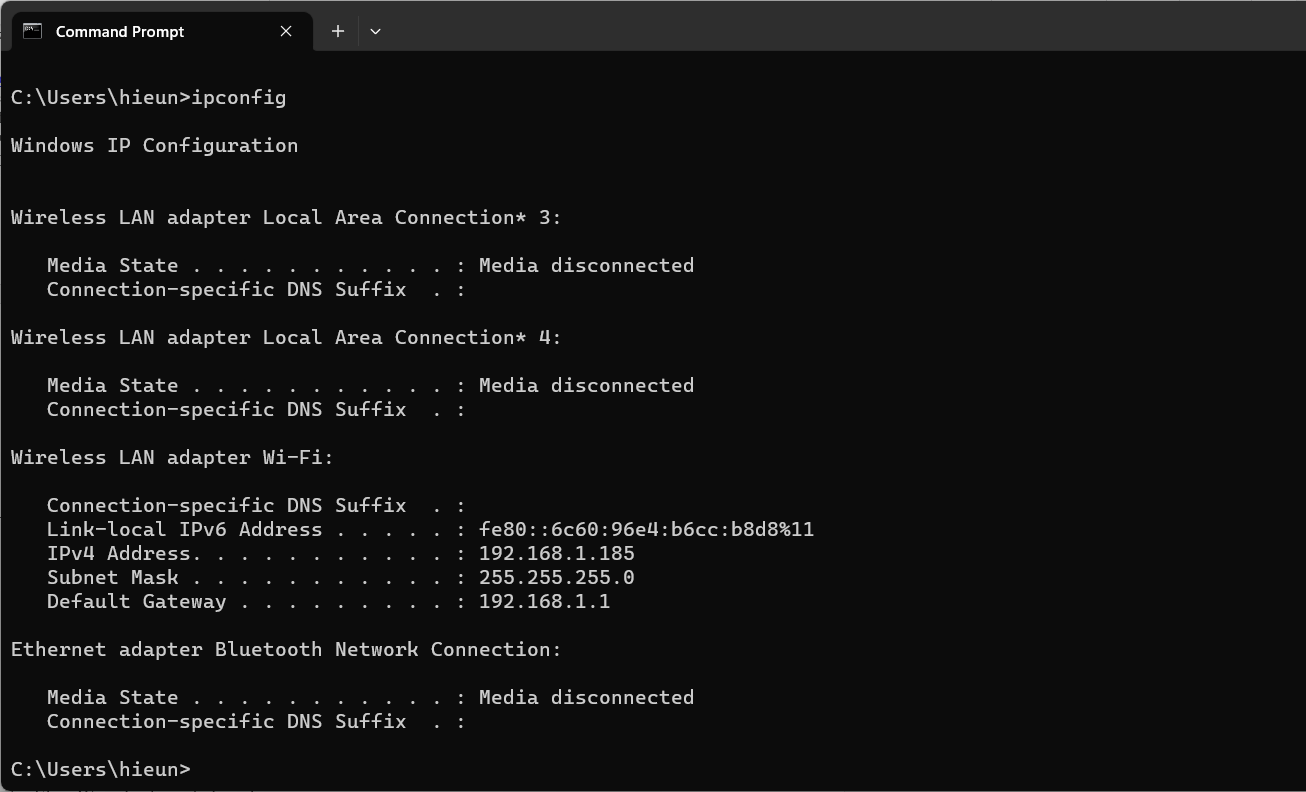 Command Prompt
C:\Users\hieun>ipconfig
Windows IP Configuration
Wireless LAN adapter Local Area Connection* 3:
   Media State . . . . . . . . . . . : Media disconnected
   Connection-specific DNS Suffix  . :
Wireless LAN adapter Local Area Connection* 4:
   Media State . . . . . . . . . . . : Media disconnected
   Connection-specific DNS Suffix  . :
Wireless LAN adapter Wi-Fi:
   Connection-specific DNS Suffix  . :
   Link-local IPv6 Address . . . . . : fe80::6c60:96e4:b6cc:b8d8%11
   IPv4 Address. . . . . . . . . . . : 192.168.1.185
   Subnet Mask . . . . . . . . . . . : 255.255.255.0
   Default Gateway . . . . . . . . . : 192.168.1.1
Ethernet adapter Bluetooth Network Connection:
   Media State . . . . . . . . . . . : Media disconnected
   Connection-specific DNS Suffix  . :
C:\Users\hieun>